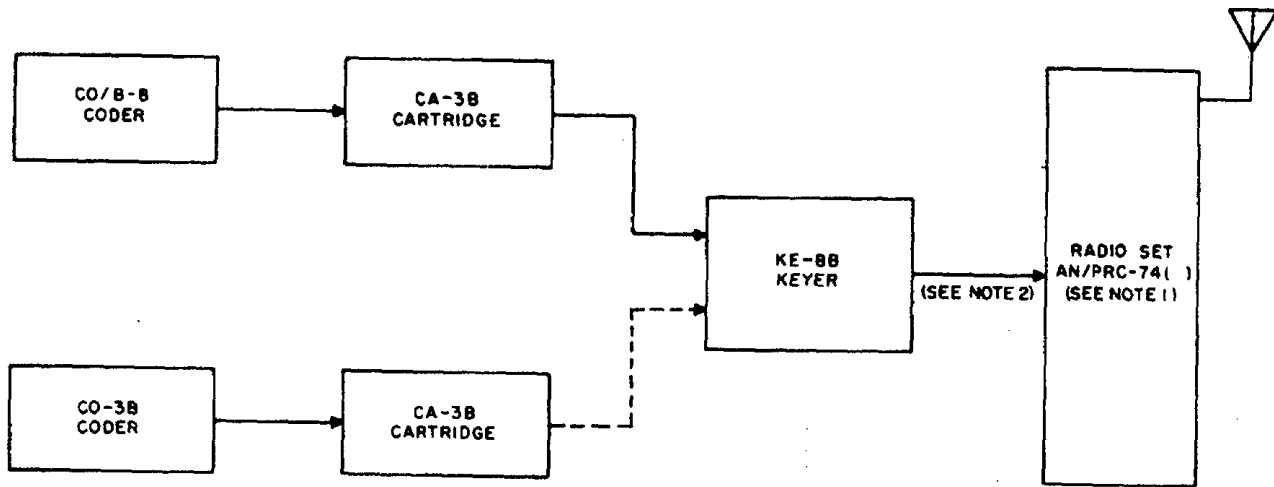 CO/B-B
CODER
CA-3B
CARTRIDGE
KE-8B
KEYER
(SEE NOTE 2)
RADIO SET
AN/PRC-74( )
(SEE NOTE 1)
CO-3B
CODER
CA-3B
CARTRIDGE